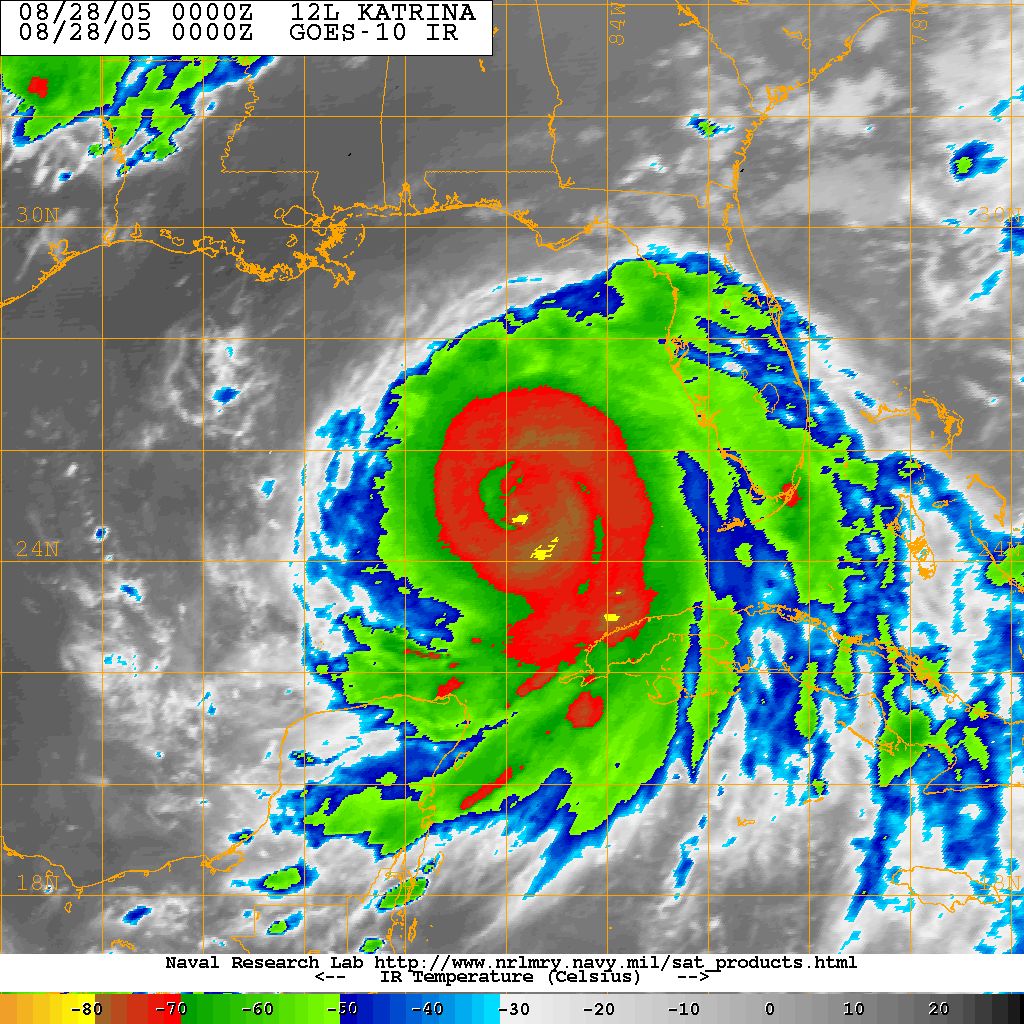 08/28/05 0000Z 12L KATRINA
08/28/05 0000Z GOES-10 IR
84W 78W
30N 30N
24N 24N
18N 18N
Naval Research Lab http://www.nrlmry.navy.mil/sat_products.html
<-- IR Temperature (Celsius) -->
-80 -70 -60 -50 -40 -30 -20 -10 0 10 20